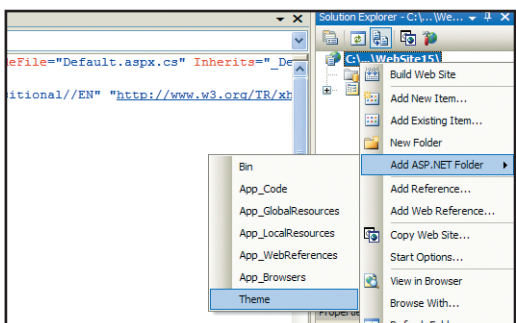 Solution Explorer - C:\...\We...
C:\...\WebSite15\
eFile="Default.aspx.cs" Inherits="_De
itional//EN" "http://www.w3.org/TR/xh
Build Web Site
Add New Item...
Add Existing Item...
New Folder
Add ASP.NET Folder
Add Reference...
Add Web Reference...
Copy Web Site...
Start Options...
View in Browser
Browse With...
Bin
App_Code
App_GlobalResources
App_LocalResources
App_WebReferences
App_Browsers
Theme